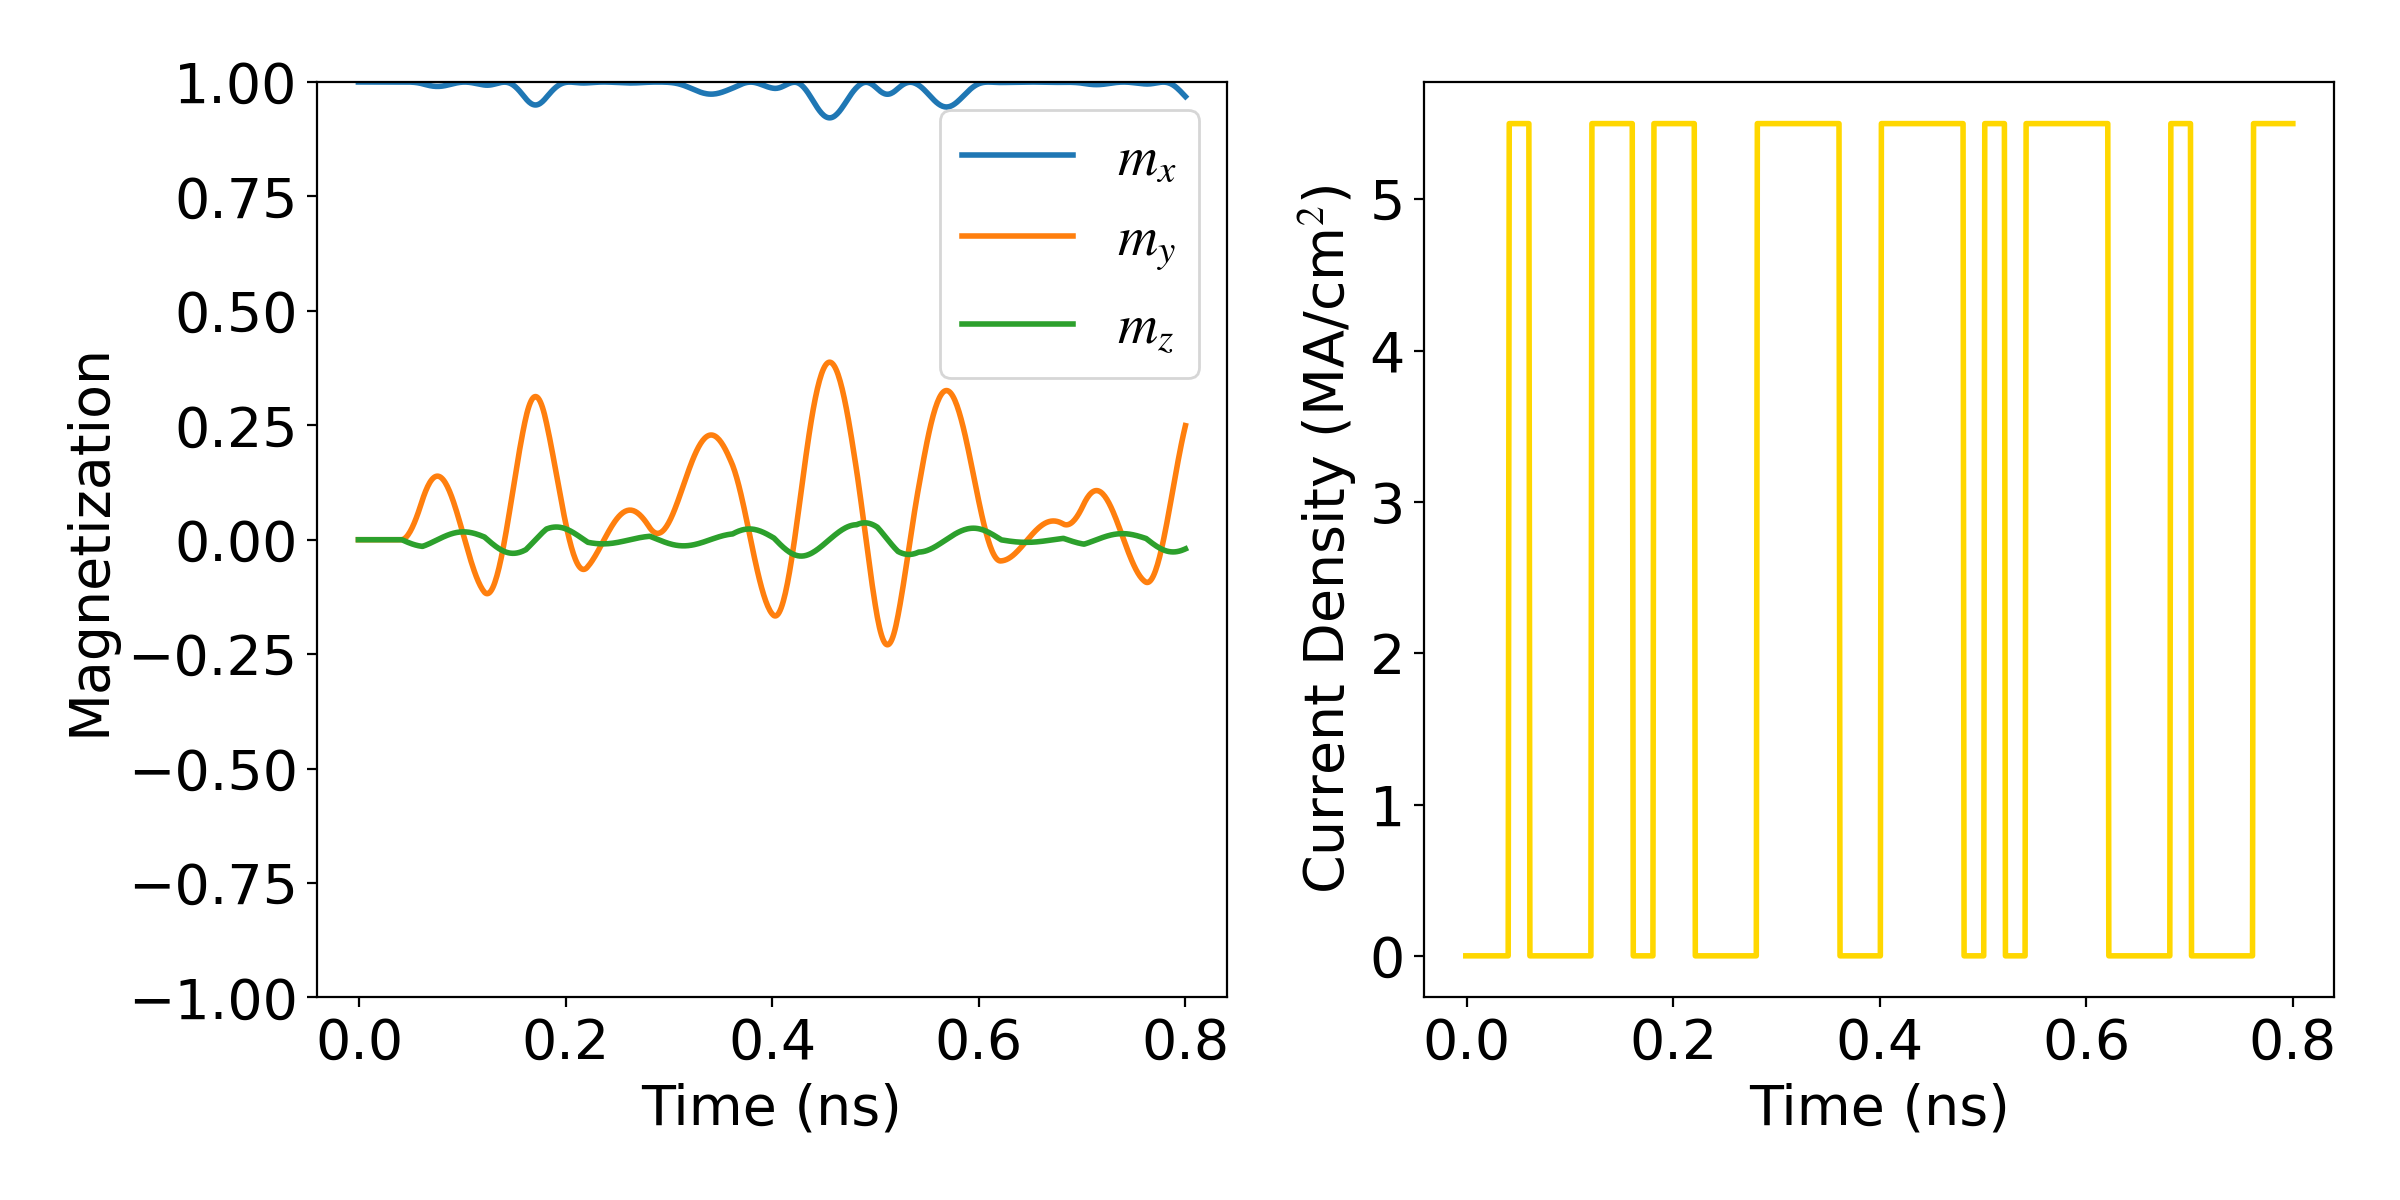 Magnetization
1.00
0.75
0.50
0.25
0.00
−0.25
−0.50
−0.75
−1.00
0.0 0.2 0.4 0.6 0.8
Time (ns)
m_x
m_y
m_z
Current Density (MA/cm²)
5
4
3
2
1
0
0.0 0.2 0.4 0.6 0.8
Time (ns)